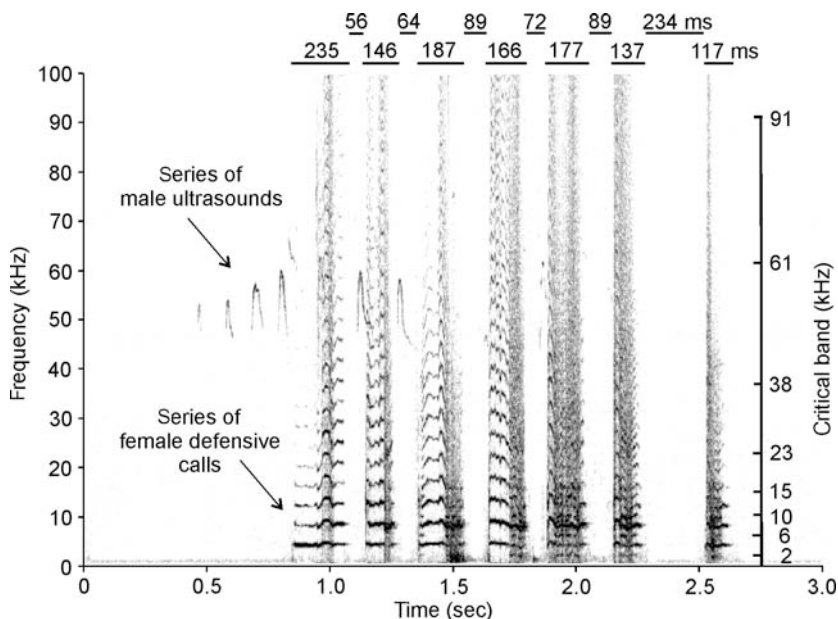 56 64 89 72 89 234 ms
235 146 187 166 177 137 117 ms
100
90
80
70
60
50
40
30
20
10
0
Frequency (kHz)
Series of
male ultrasounds
Series of
female defensive
calls
91
61
38
23
15
10
6
2
Critical band (kHz)
0 0.5 1.0 1.5 2.0 2.5 3.0
Time (sec)